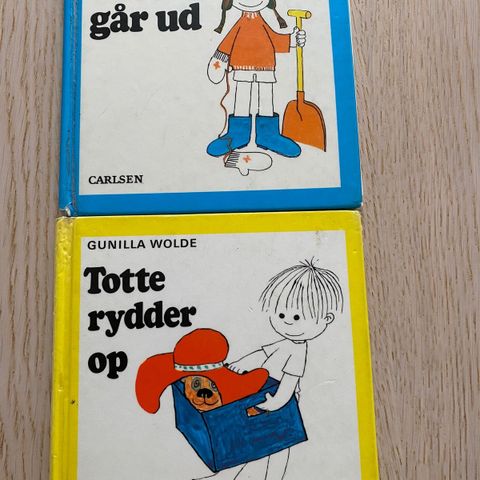 går ud
CARLSEN
GUNILLA WOLDE
Totte
rydder
op